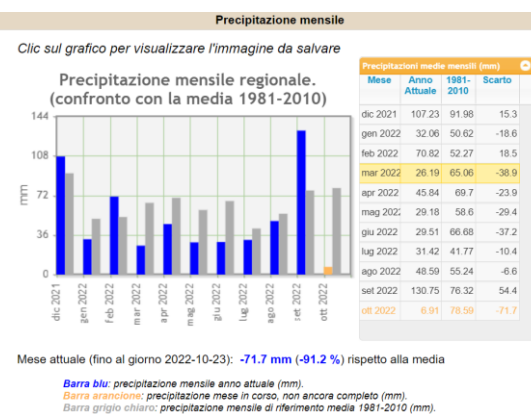 Precipitazione mensile
Clic sul grafico per visualizzare l'immagine da salvare
Precipitazione mensile regionale.
(confronto con la media 1981-2010)
144
108
72
36
0
mm
dic 2021
gen 2022
feb 2022
mar 2022
apr 2022
mag 2022
giu 2022
lug 2022
ago 2022
set 2022
ott 2022
Precipitazioni medie mensili (mm)
Mese Anno Attuale 1981-2010 Scarto
dic 2021 107.23 91.98 15.3
gen 2022 32.06 50.62 -18.6
feb 2022 70.82 52.27 18.5
mar 2022 26.19 65.06 -38.9
apr 2022 45.84 69.7 -23.9
mag 2022 29.18 58.6 -29.4
giu 2022 29.51 66.68 -37.2
lug 2022 31.42 41.77 -10.4
ago 2022 48.59 55.24 -6.6
set 2022 130.75 76.32 54.4
ott 2022 6.91 78.59 -71.7
Mese attuale (fino al giorno 2022-10-23): -71.7 mm (-91.2 %) rispetto alla media
Barra blu: precipitazione mensile anno attuale (mm).
Barra arancione: precipitazione mese in corso, non ancora completo (mm).
Barra grigio chiaro: precipitazione mensile di riferimento media 1981-2010 (mm).